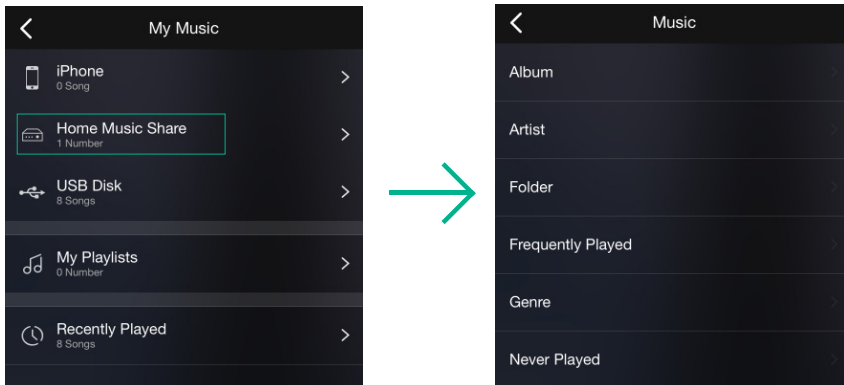 My Music
iPhone
0 Song
Home Music Share
1 Number
USB Disk
8 Songs
My Playlists
0 Number
Recently Played
8 Songs
Music
Album
Artist
Folder
Frequently Played
Genre
Never Played